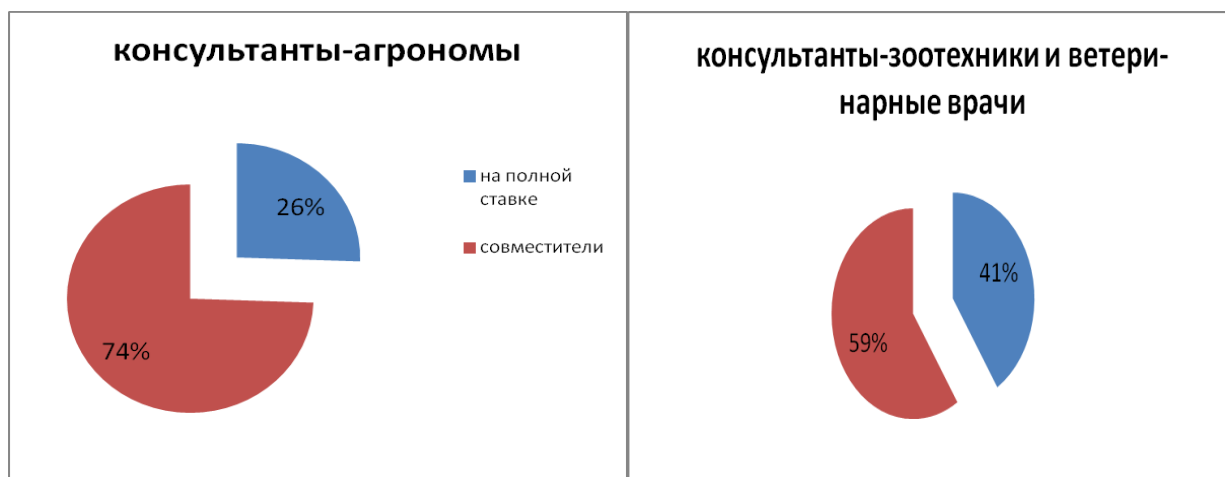 консультанты-агрономы
26%
74%
на полной
ставке
совместители
консультанты-зоотехники и ветери-
нарные врачи
41%
59%